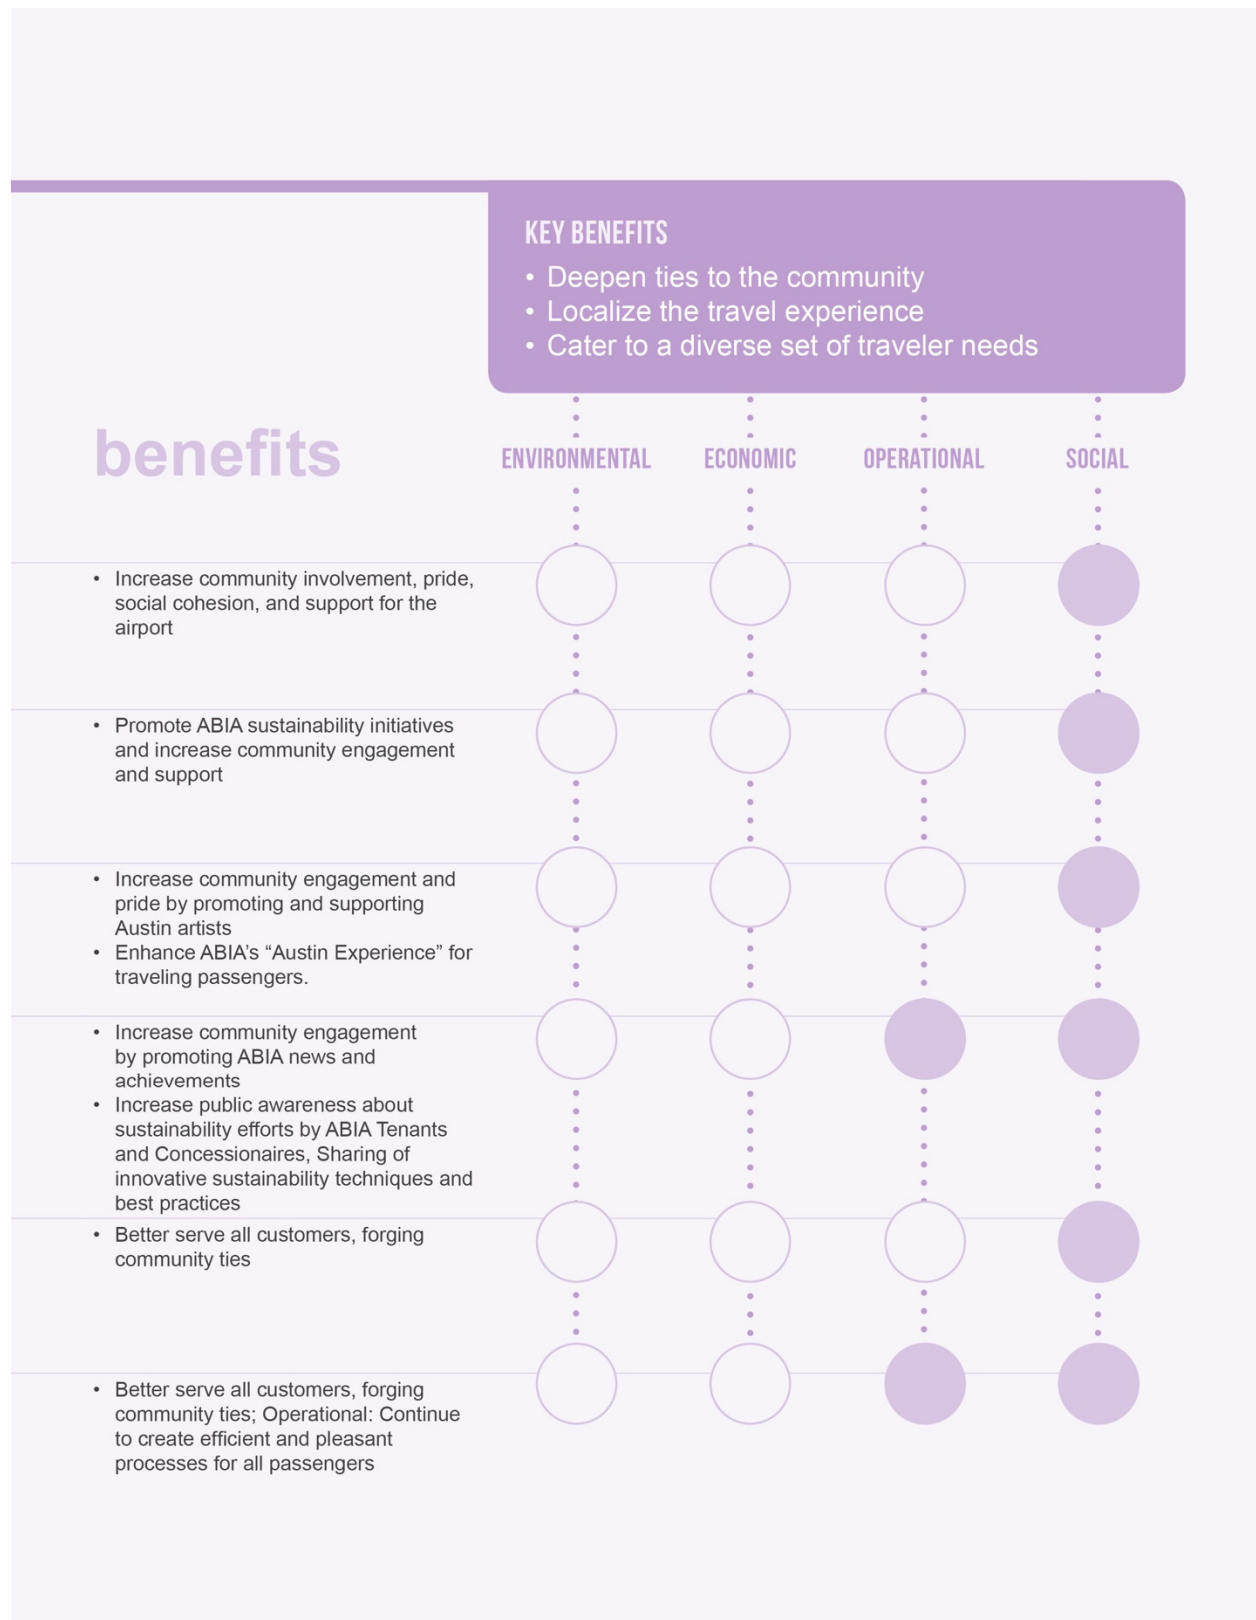 KEY BENEFITS
• Deepen ties to the community
• Localize the travel experience
• Cater to a diverse set of traveler needs
benefits
ENVIRONMENTAL ECONOMIC OPERATIONAL SOCIAL
• Increase community involvement, pride,
social cohesion, and support for the
airport
• Promote ABIA sustainability initiatives
and increase community engagement
and support
• Increase community engagement and
pride by promoting and supporting
Austin artists
• Enhance ABIA’s “Austin Experience” for
traveling passengers.
• Increase community engagement
by promoting ABIA news and
achievements
• Increase public awareness about
sustainability efforts by ABIA Tenants
and Concessionaires, Sharing of
innovative sustainability techniques and
best practices
• Better serve all customers, forging
community ties
• Better serve all customers, forging
community ties; Operational: Continue
to create efficient and pleasant
processes for all passengers